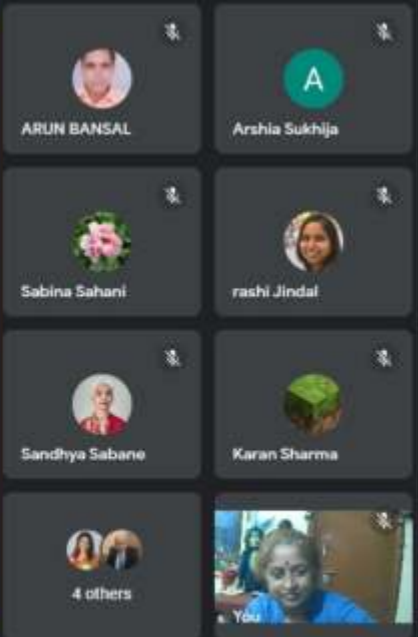 ARUN BANSAL
A
Arshia Sukhija
Sabina Sahani
rashi Jindal
Sandhya Sabane
Karan Sharma
4 others
You